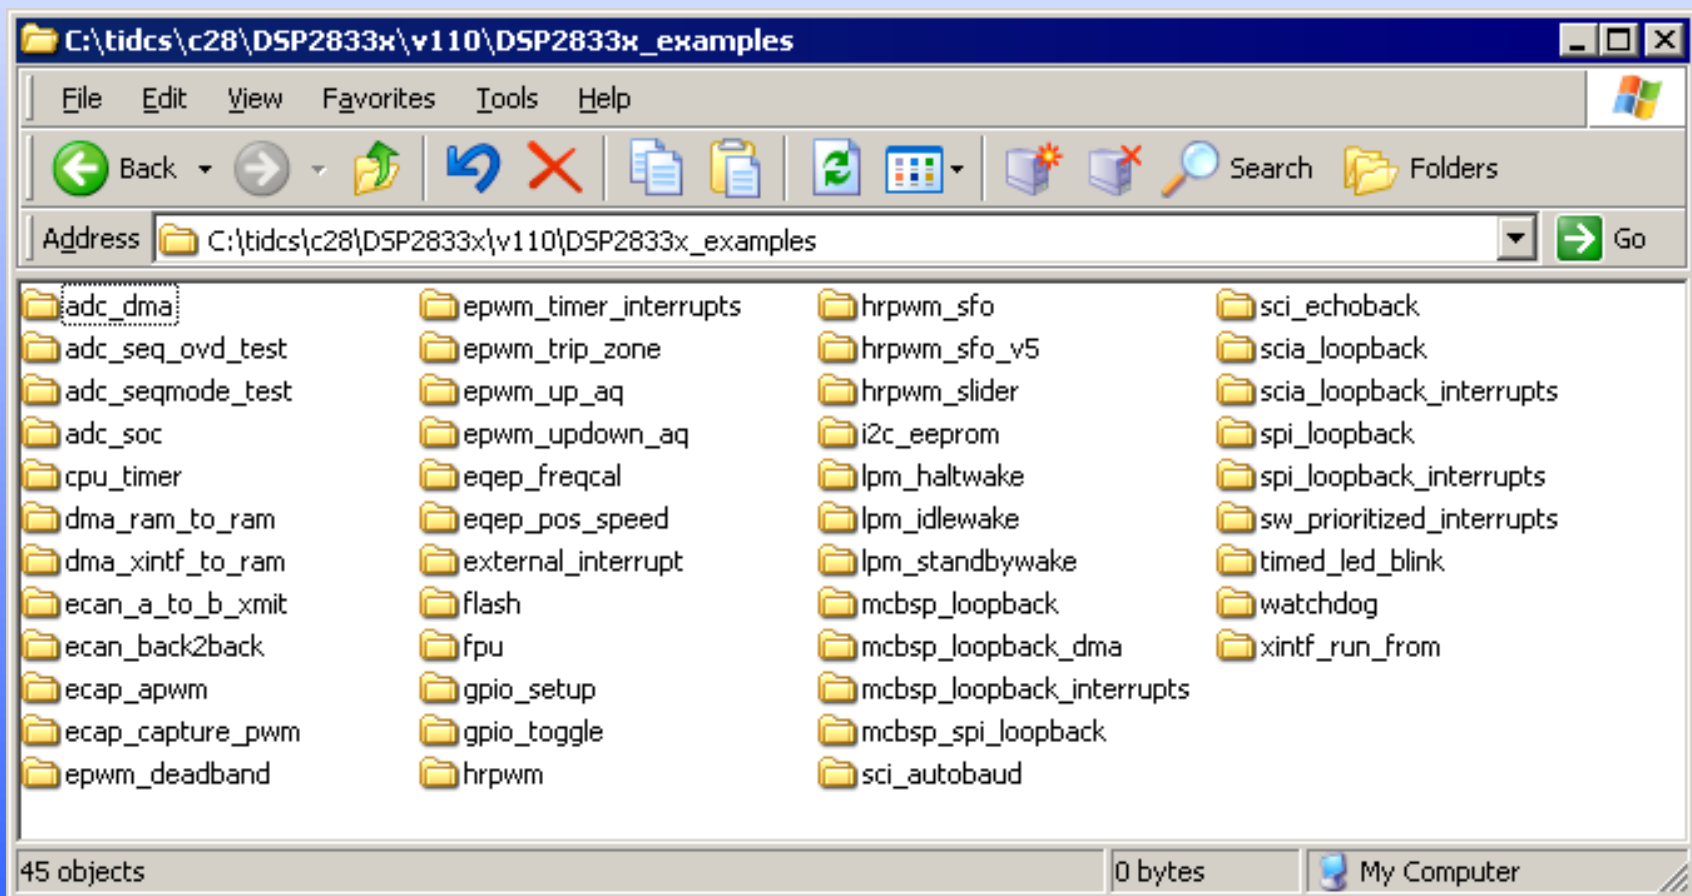 C:\tidcs\c28\DSP2833x\v110\DSP2833x_examples
File Edit View Favorites Tools Help
Back Search Folders
Address C:\tidcs\c28\DSP2833x\v110\DSP2833x_examples Go
adc_dma epwm_timer_interrupts hrpwm_sfo sci_echoback
adc_seq_ovd_test epwm_trip_zone hrpwm_sfo_v5 scia_loopback
adc_seqmode_test epwm_up_aq hrpwm_slider scia_loopback_interrupts
adc_soc epwm_updown_aq i2c_eeprom spi_loopback
cpu_timer eqep_freqcal lpm_haltwake spi_loopback_interrupts
dma_ram_to_ram eqep_pos_speed lpm_idlewake sw_prioritized_interrupts
dma_xintf_to_ram external_interrupt lpm_standbywake timed_led_blink
ecan_a_to_b_xmit flash mcbsp_loopback watchdog
ecan_back2back fpu mcbsp_loopback_dma xintf_run_from
ecap_apwm gpio_setup mcbsp_loopback_interrupts
ecap_capture_pwm gpio_toggle mcbsp_spi_loopback
epwm_deadband hrpwm sci_autobaud
45 objects 0 bytes My Computer